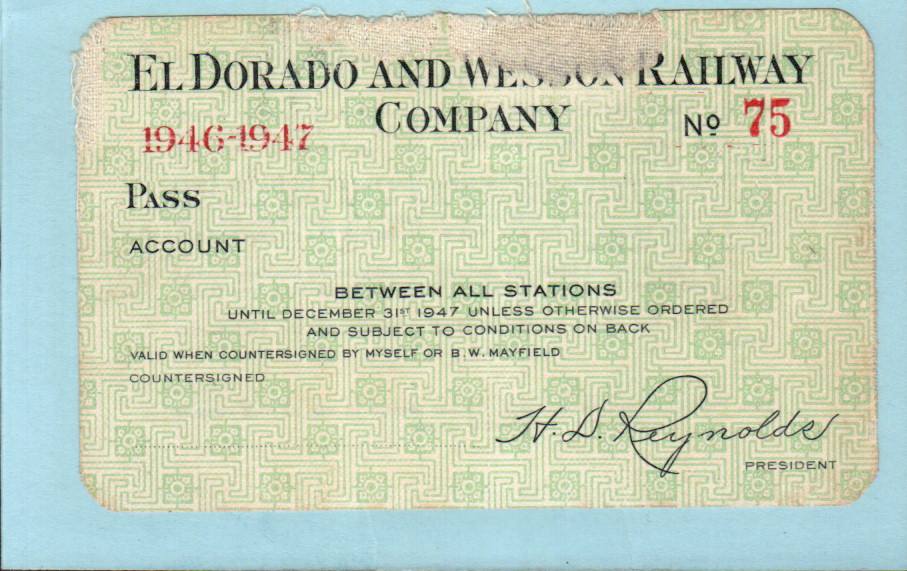 EL DORADO AND WESSON RAILWAY
COMPANY
1946-1947
Nº 75
PASS
ACCOUNT
BETWEEN ALL STATIONS
UNTIL DECEMBER 31ST 1947 UNLESS OTHERWISE ORDERED
AND SUBJECT TO CONDITIONS ON BACK
VALID WHEN COUNTERSIGNED BY MYSELF OR B.W. MAYFIELD
COUNTERSIGNED
H. D. Reynolds
PRESIDENT